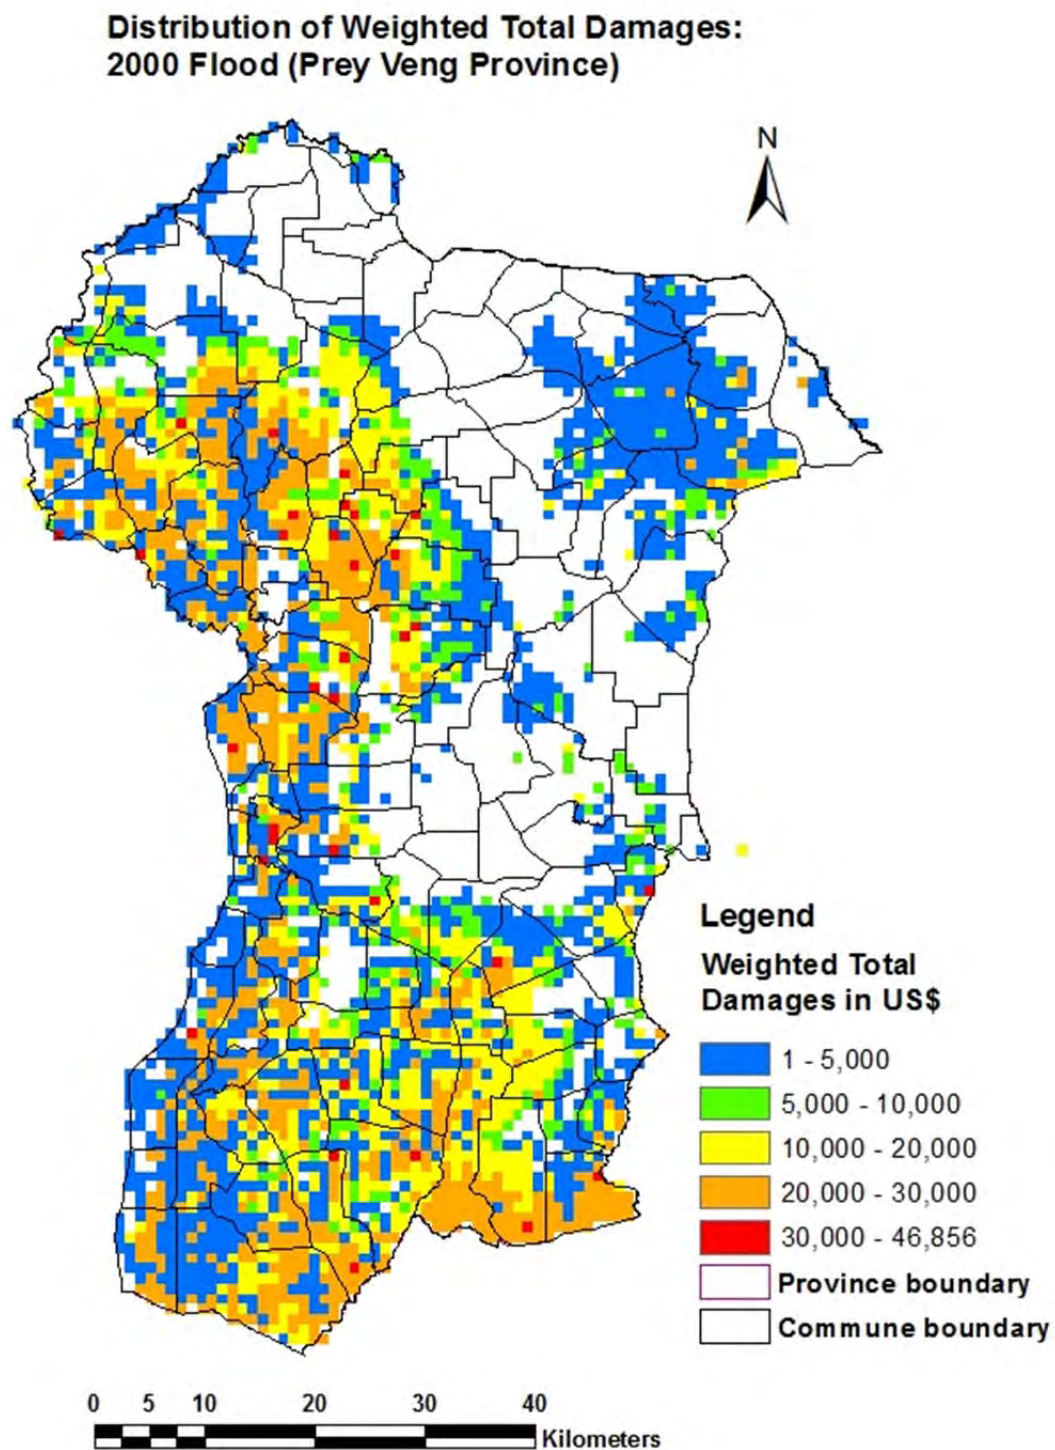 Distribution of Weighted Total Damages:
2000 Flood (Prey Veng Province)
N
Legend
Weighted Total
Damages in US$
1 - 5,000
5,000 - 10,000
10,000 - 20,000
20,000 - 30,000
30,000 - 46,856
Province boundary
Commune boundary
0 5 10 20 30 40
Kilometers